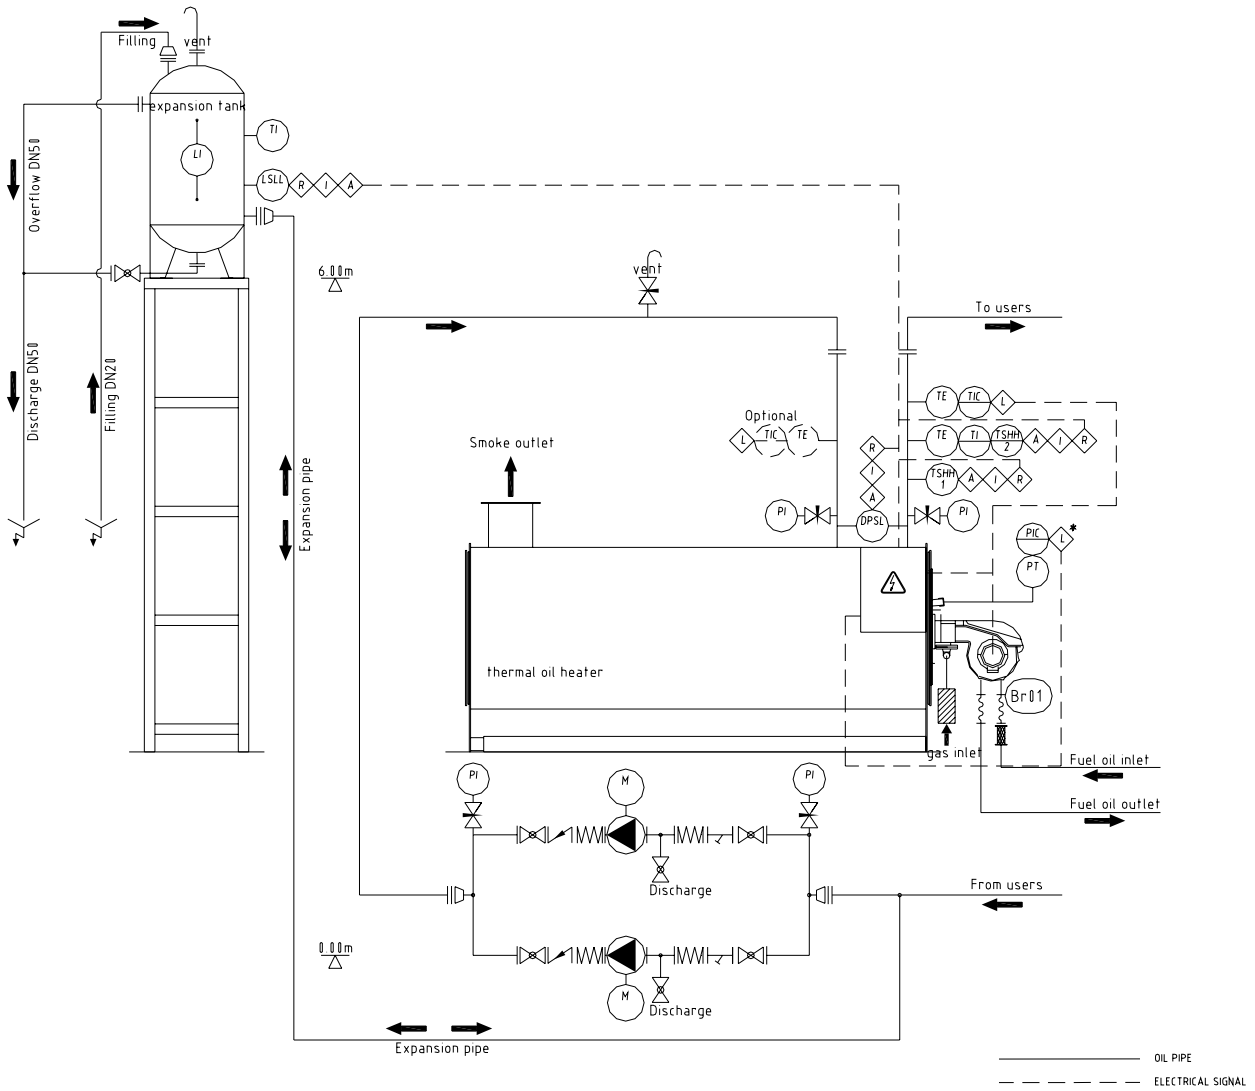 Filling
vent
expansion tank
TI
LI
LSLL
R
I
A
Overflow DN50
vent
6.00m
To users
Discharge DN50
Filling DN20
Expansion pipe
TE
TIC
L
Optional
L
TIC
TE
TE
TI
TSHH
2
A
I
R
Smoke outlet
R
I
A
TSHH
1
A
I
R
PI
DPSL
PI
PIC
L
*
PT
thermal oil heater
Br01
gas inlet
Fuel oil inlet
Fuel oil outlet
PI
M
PI
Discharge
From users
0.00m
M
Discharge
Expansion pipe
OIL PIPE
ELECTRICAL SIGNAL